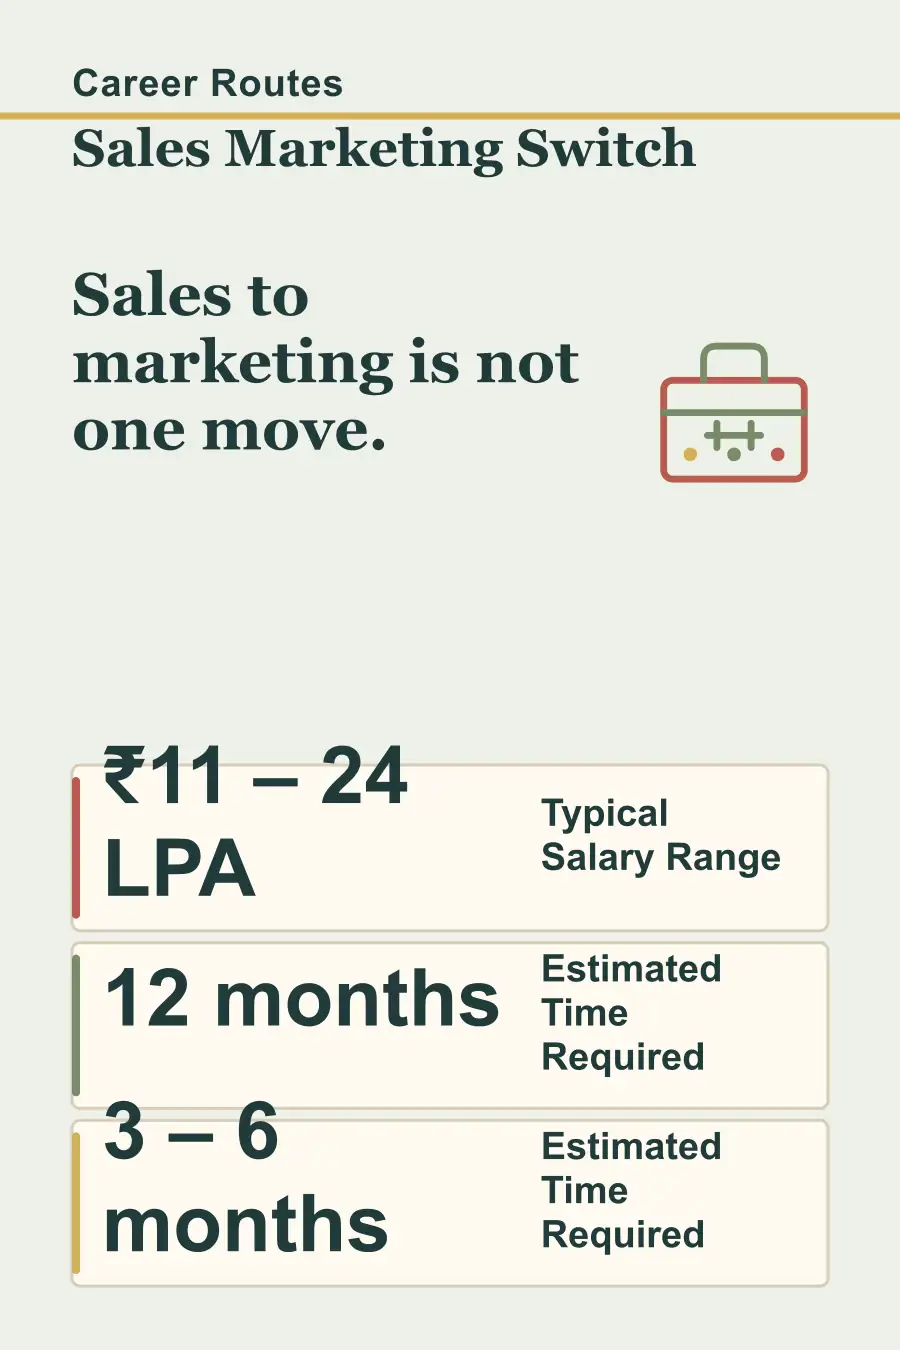 Career Routes
Sales Marketing Switch
Sales to
marketing is not
one move.
₹11 – 24
LPA
Typical
Salary Range
12 months
Estimated
Time
Required
3 – 6
months
Estimated
Time
Required